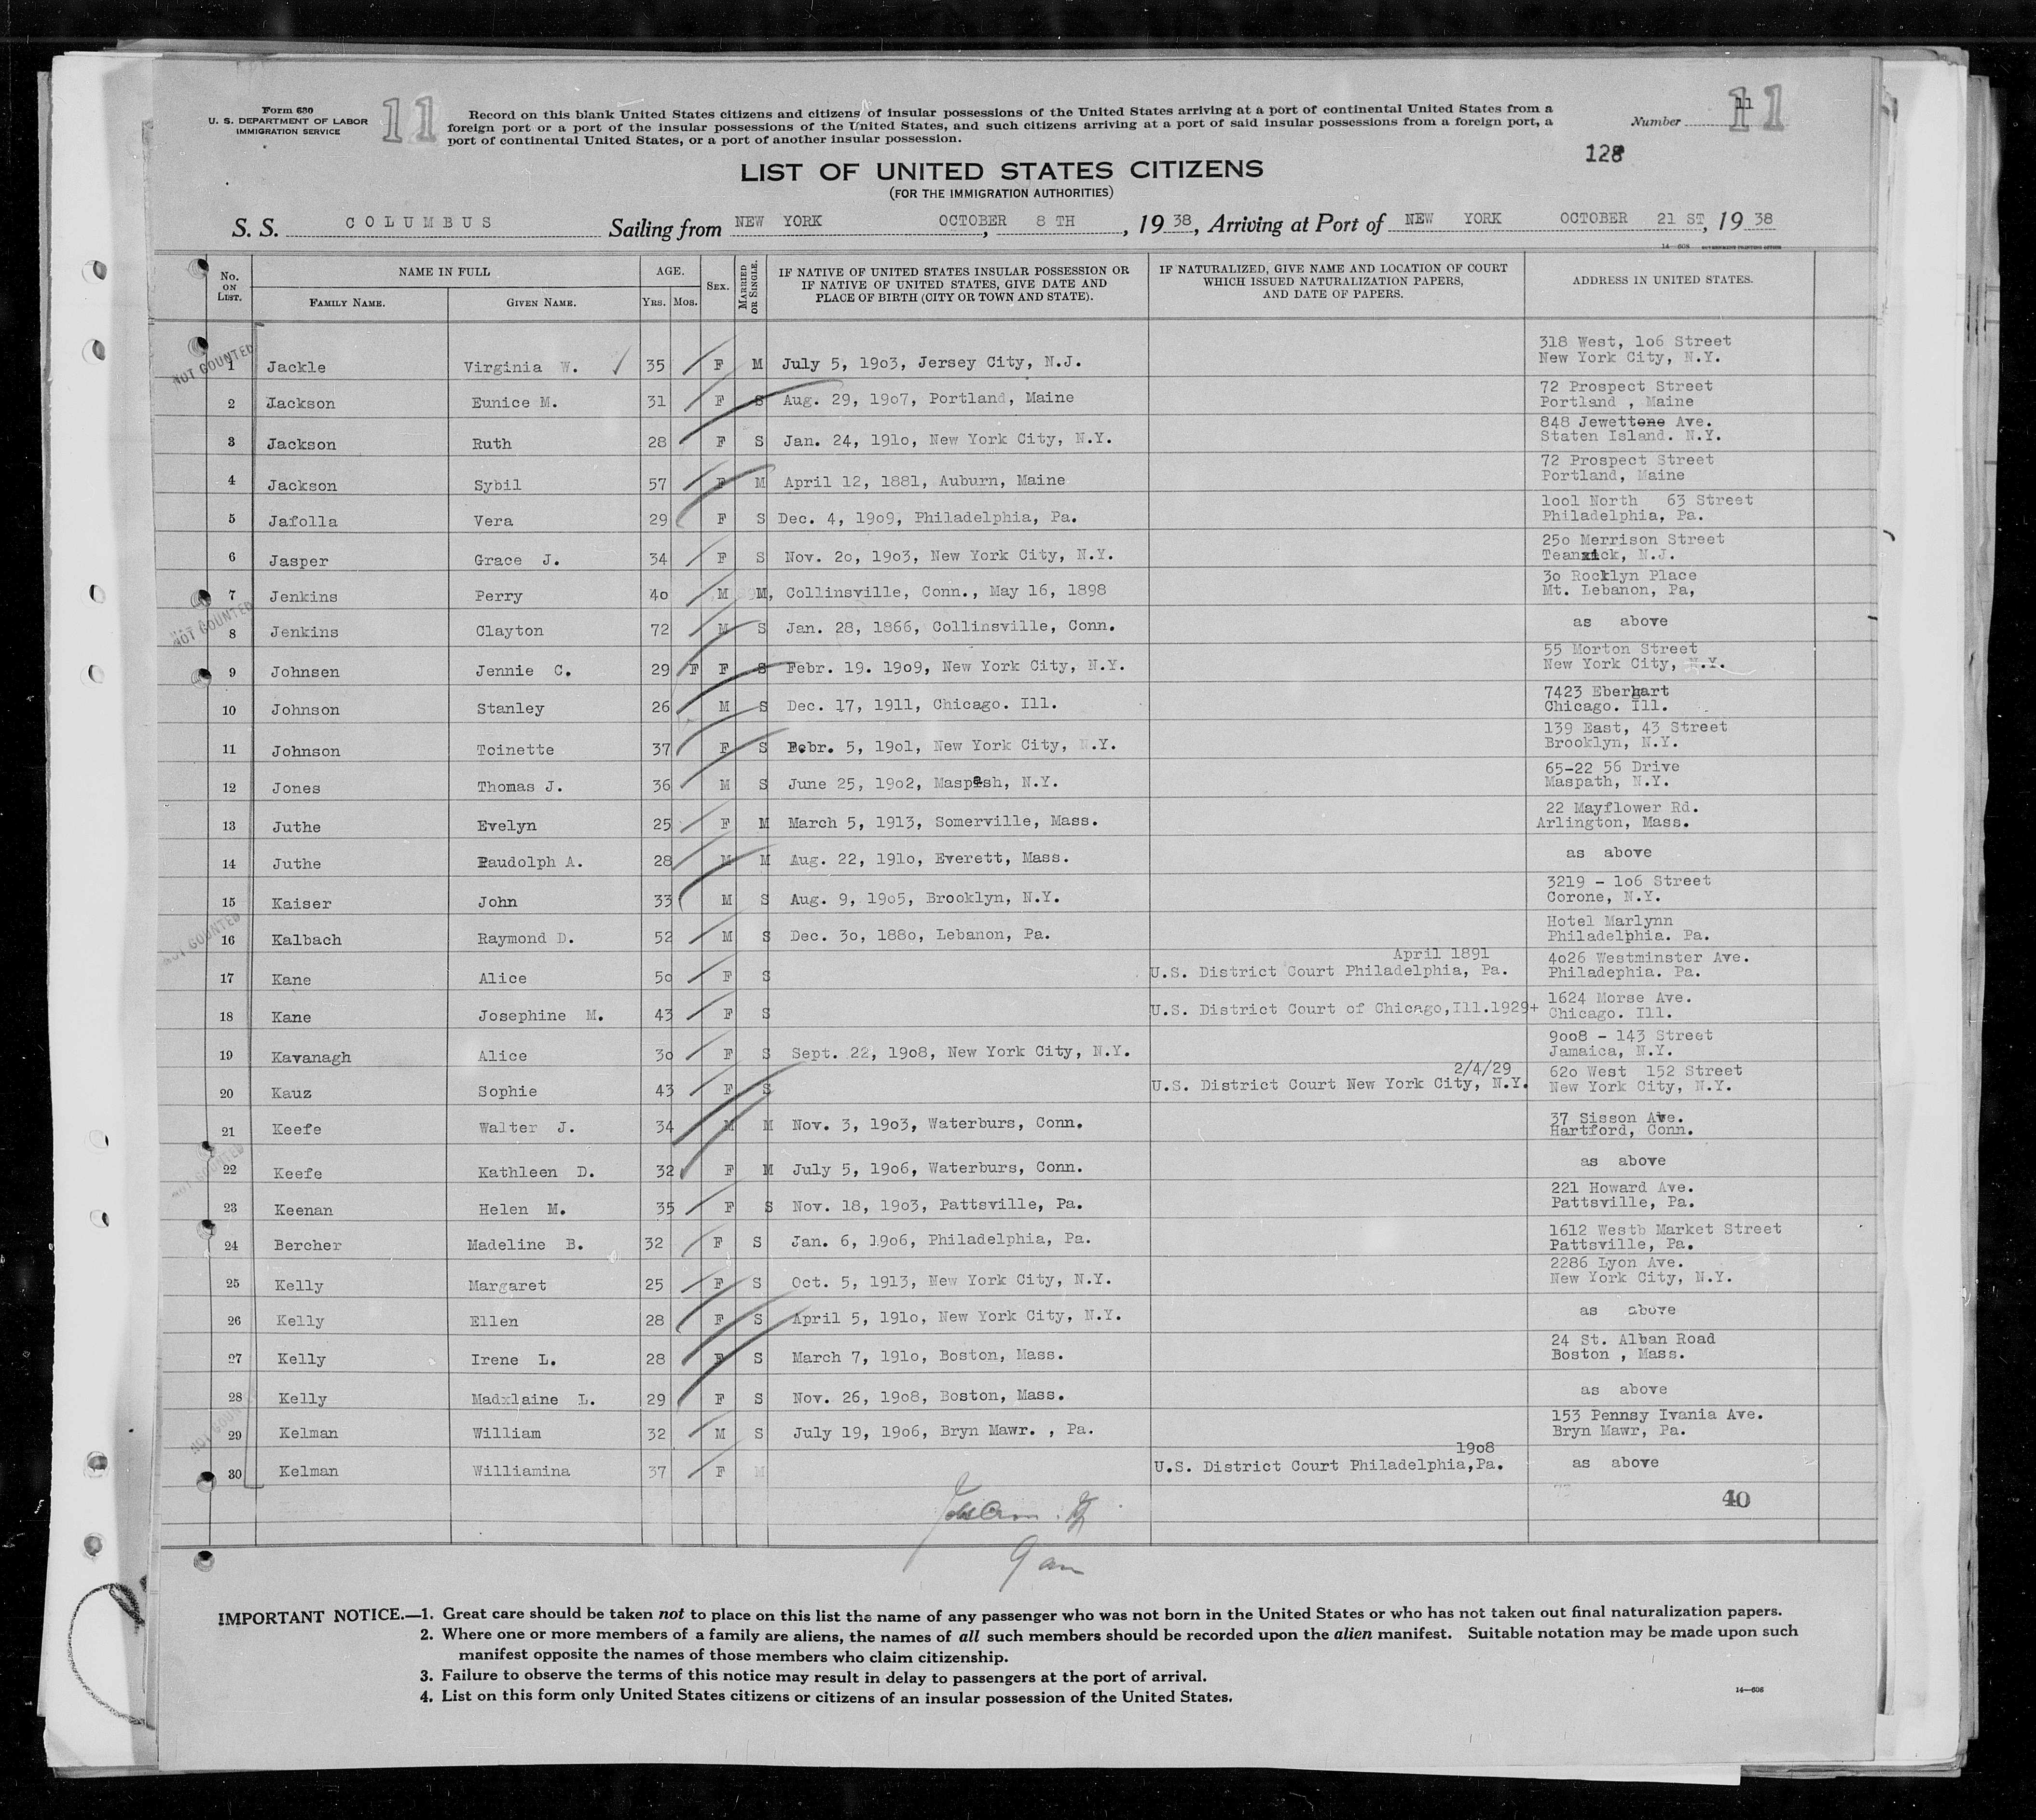 Form 630
U. S. DEPARTMENT OF LABOR
IMMIGRATION SERVICE
11
Record on this blank United States citizens and citizens of insular possessions of the United States arriving at a port of continental United States from a
foreign port or a port of the insular possessions of the United States, and such citizens arriving at a port of said insular possessions from a foreign port, a
port of continental United States, or a port of another insular possession.
Number 11
11
128
LIST OF UNITED STATES CITIZENS
(FOR THE IMMIGRATION AUTHORITIES)
S. S. COLUMBUS Sailing from NEW YORK OCTOBER 8 TH, 1938, Arriving at Port of NEW YORK OCTOBER 21 ST, 1938
14—608 GOVERNMENT PRINTING OFFICE
No. ON LIST.
NAME IN FULL
FAMILY NAME.
GIVEN NAME.
AGE.
YRS. MOS.
SEX.
MARRIED OR SINGLE.
IF NATIVE OF UNITED STATES INSULAR POSSESSION OR
IF NATIVE OF UNITED STATES, GIVE DATE AND
PLACE OF BIRTH (CITY OR TOWN AND STATE).
IF NATURALIZED, GIVE NAME AND LOCATION OF COURT
WHICH ISSUED NATURALIZATION PAPERS,
AND DATE OF PAPERS.
ADDRESS IN UNITED STATES.
NOT COUNTED
318 West, 106 Street
1 Jackle Virginia W. 35 F M July 5, 1903, Jersey City, N.J. New York City, N.Y.
72 Prospect Street
2 Jackson Eunice M. 31 F S Aug. 29, 1907, Portland, Maine Portland , Maine
848 Jewettone Ave.
3 Jackson Ruth 28 F S Jan. 24, 1910, New York City, N.Y. Staten Island. N.Y.
72 Prospect Street
4 Jackson Sybil 57 F M April 12, 1881, Auburn, Maine Portland, Maine
1001 North 63 Street
5 Jafolla Vera 29 F S Dec. 4, 1909, Philadelphia, Pa. Philadelphia, Pa.
250 Merrison Street
6 Jasper Grace J. 34 F S Nov. 20, 1903, New York City, N.Y. Teanxick, N.J.
30 Rocklyn Place
7 Jenkins Perry 40 M M, Collinsville, Conn., May 16, 1898 Mt. Lebanon, Pa,
NOT COUNTED
8 Jenkins Clayton 72 M S Jan. 28, 1866, Collinsville, Conn. as above
55 Morton Street
9 Johnsen Jennie C. 29 F F S Febr. 19. 1909, New York City, N.Y. New York City, N.Y.
7423 Eberhart
10 Johnson Stanley 26 M S Dec. 17, 1911, Chicago. Ill. Chicago. Ill.
139 East, 43 Street
11 Johnson Toinette 37 F S Febr. 5, 1901, New York City, N.Y. Brooklyn, N.Y.
65-22 56 Drive
12 Jones Thomas J. 36 M S June 25, 1902, Maspash, N.Y. Maspath, N.Y.
22 Mayflower Rd.
13 Juthe Evelyn 25 F M March 5, 1913, Somerville, Mass. Arlington, Mass.
14 Juthe Raudolph A. 28 M M Aug. 22, 1910, Everett, Mass. as above
3219 - 106 Street
15 Kaiser John 33 M S Aug. 9, 1905, Brooklyn, N.Y. Corone, N.Y.
NOT COUNTED
Hotel Marlynn
16 Kalbach Raymond D. 52 M S Dec. 30, 1880, Lebanon, Pa. Philadelphia. Pa.
April 1891 4026 Westminster Ave.
17 Kane Alice 50 F S U.S. District Court Philadelphia, Pa. Philadephia. Pa.
1624 Morse Ave.
18 Kane Josephine M. 43 F S U.S. District Court of Chicago,Ill.1929+ Chicago. Ill.
9008 - 143 Street
19 Kavanagh Alice 30 F S Sept. 22, 1908, New York City, N.Y. Jamaica, N.Y.
2/4/29 620 West 152 Street
20 Kauz Sophie 43 F S U.S. District Court New York City, N.Y. New York City, N.Y.
37 Sisson Ave.
21 Keefe Walter J. 34 M M Nov. 3, 1903, Waterburs, Conn. Hartford, Conn.
NOT COUNTED
22 Keefe Kathleen D. 32 F M July 5, 1906, Waterburs, Conn. as above
221 Howard Ave.
23 Keenan Helen M. 35 F S Nov. 18, 1903, Pattsville, Pa. Pattsville, Pa.
1612 Westb Market Street
24 Bercher Madeline B. 32 F S Jan. 6, 1906, Philadelphia, Pa. Pattsville, Pa.
2286 Lyon Ave.
25 Kelly Margaret 25 F S Oct. 5, 1913, New York City, N.Y. New York City, N.Y.
26 Kelly Ellen 28 F S April 5, 1910, New York City, N.Y. as above
24 St. Alban Road
27 Kelly Irene L. 28 F S March 7, 1910, Boston, Mass. Boston , Mass.
28 Kelly Madxlaine L. 29 F S Nov. 26, 1908, Boston, Mass. as above
NOT COUNTED
153 Pennsy Ivania Ave.
29 Kelman William 32 M S July 19, 1906, Bryn Mawr. , Pa. Bryn Mawr, Pa.
1908
30 Kelman Williamina 37 F M U.S. District Court Philadelphia,Pa. as above
40
IMPORTANT NOTICE.—1. Great care should be taken not to place on this list the name of any passenger who was not born in the United States or who has not taken out final naturalization papers.
2. Where one or more members of a family are aliens, the names of all such members should be recorded upon the alien manifest. Suitable notation may be made upon such
manifest opposite the names of those members who claim citizenship.
3. Failure to observe the terms of this notice may result in delay to passengers at the port of arrival.
4. List on this form only United States citizens or citizens of an insular possession of the United States.
14—608